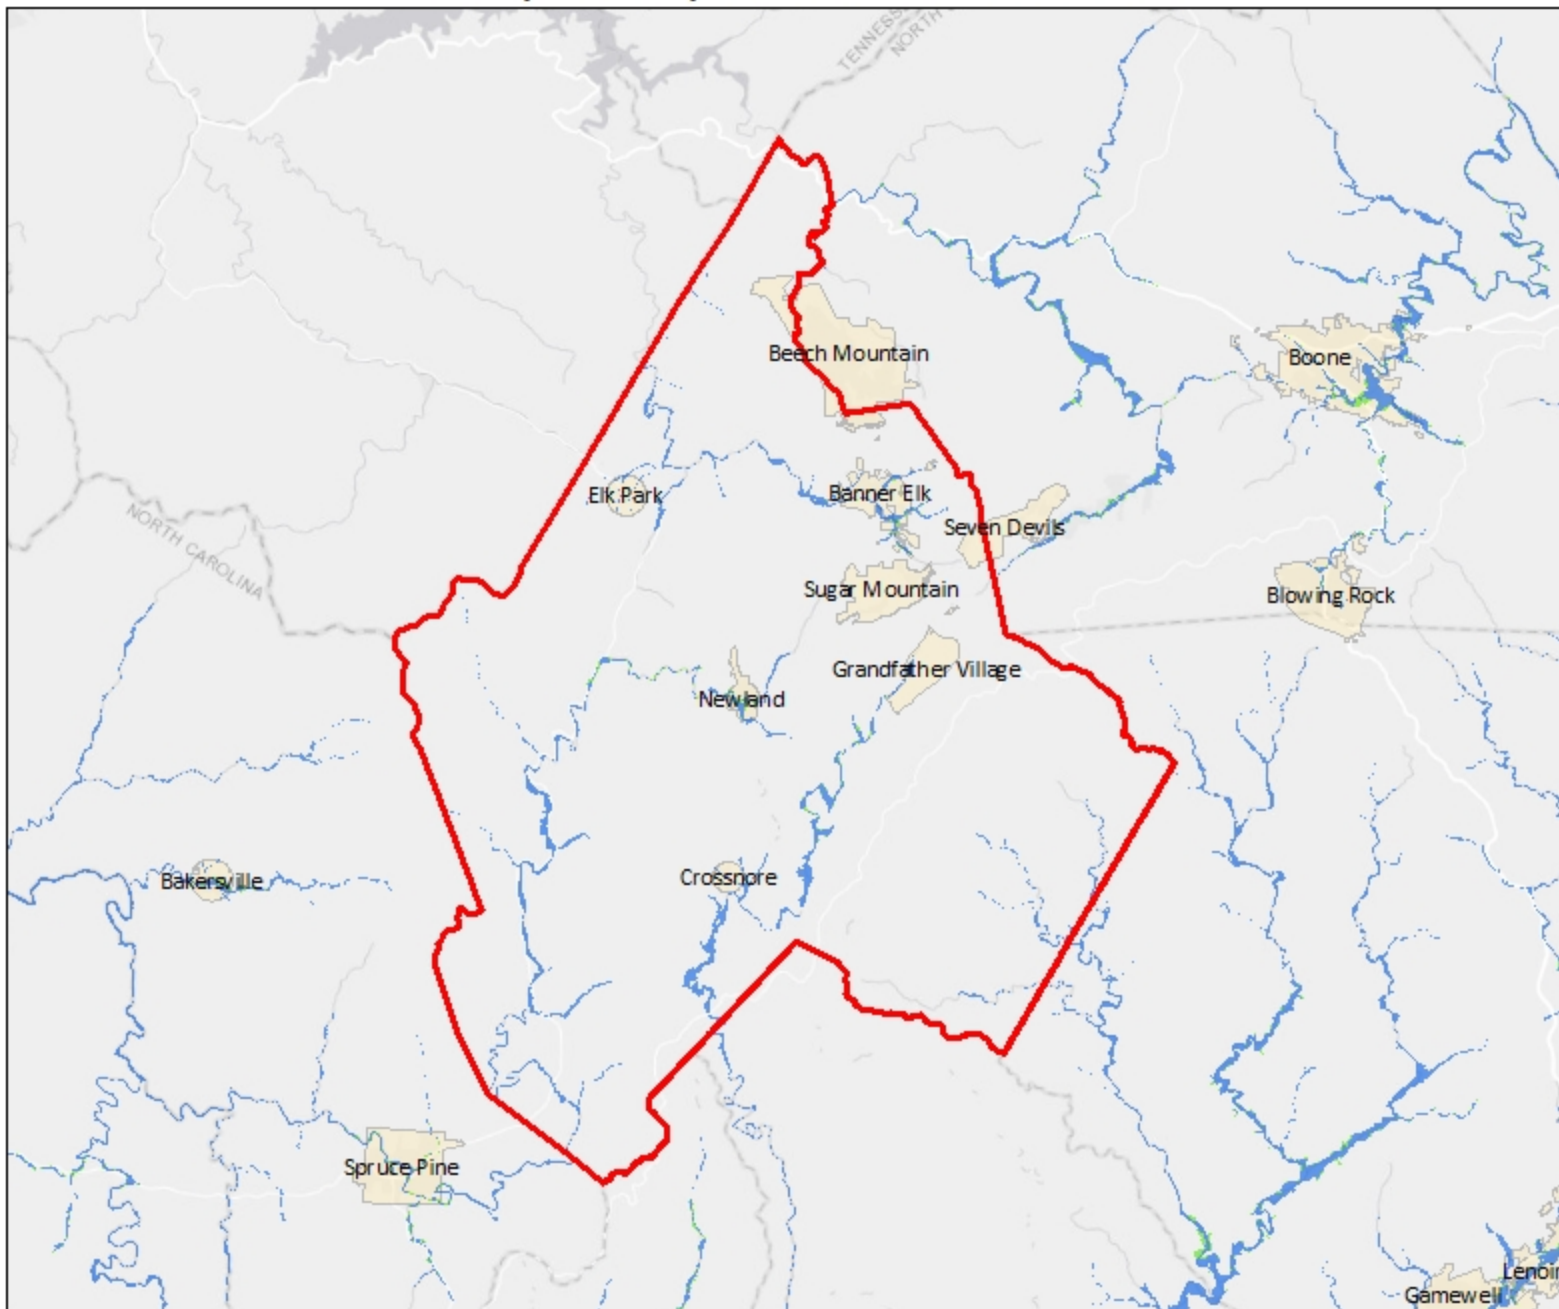 TENNESS
NORTH
Beech Mountain
Boone
Elk Park
Banner Elk
Seven Devils
NORTH CAROLINA
Sugar Mountain
Blowing Rock
Grandfather Village
Newland
Crossnore
Bakersville
Spruce Pine
Lenoir
Gamewell